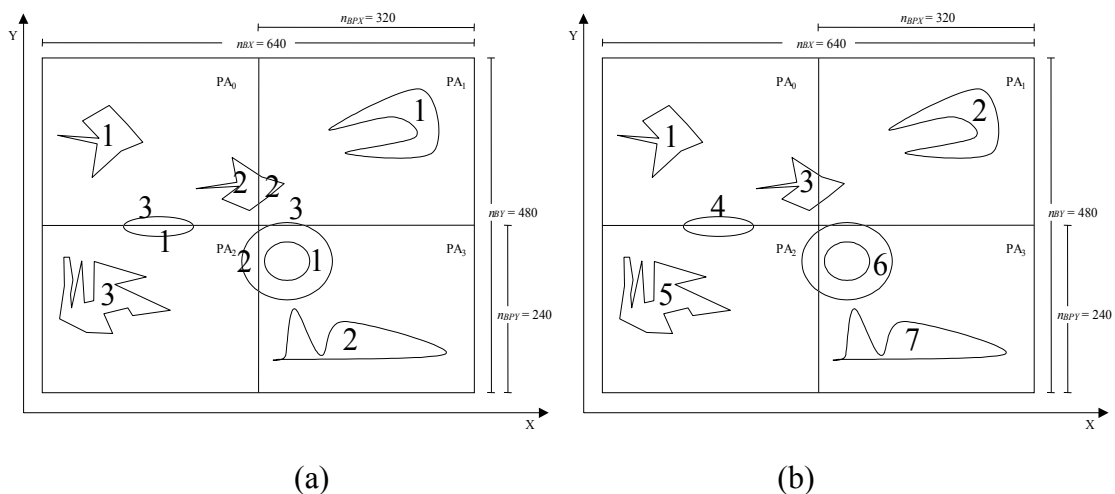 n_BPX = 320
n_BX = 640
Y
PA_0
PA_1
1
1
2
2
3
3
1
n_BY = 480
PA_2
PA_3
2
1
3
2
n_BPY = 240
X
(a)
n_BPX = 320
n_BX = 640
Y
PA_0
PA_1
1
2
3
4
n_BY = 480
PA_2
PA_3
6
5
7
n_BPY = 240
X
(b)